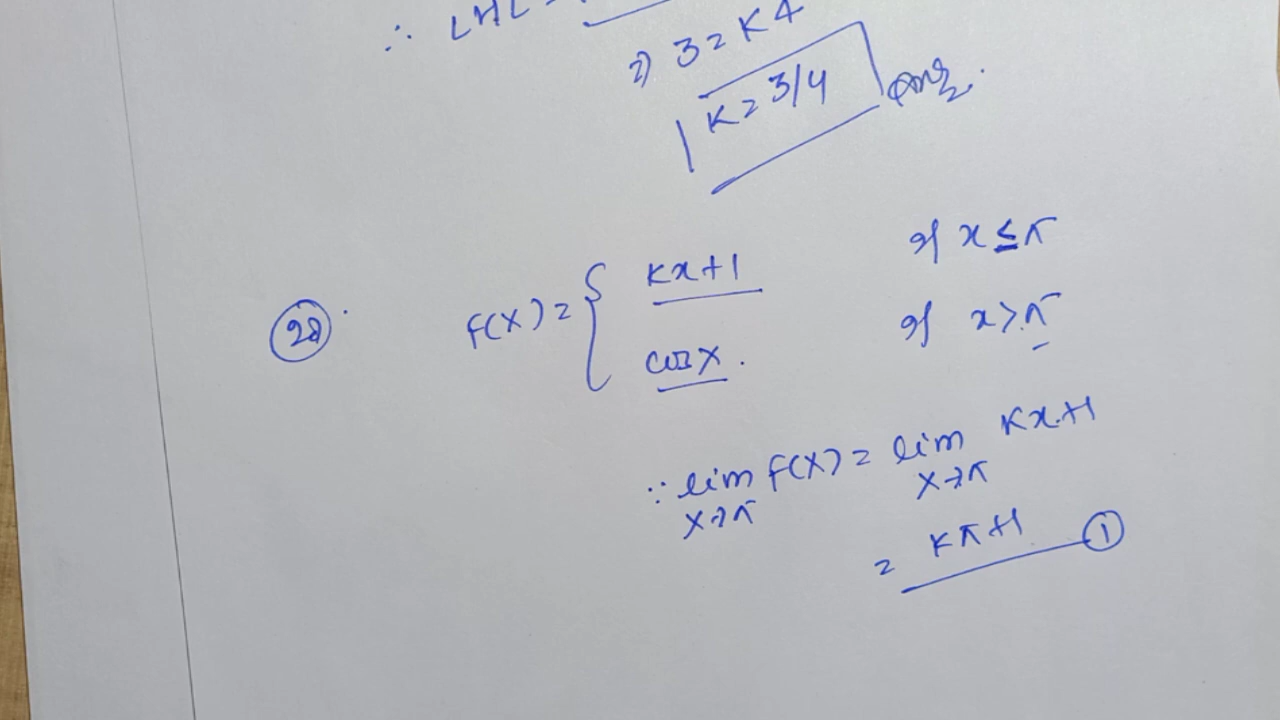 ∴ LHL =
⇒ 3 = K4
K = 3/4 Ans.
28.
f(x) = { kx+1 if x ≤ π
cos x. if x > π
∵ lim f(x) = lim kx+1
x→π x→π
= kπ+1 ①